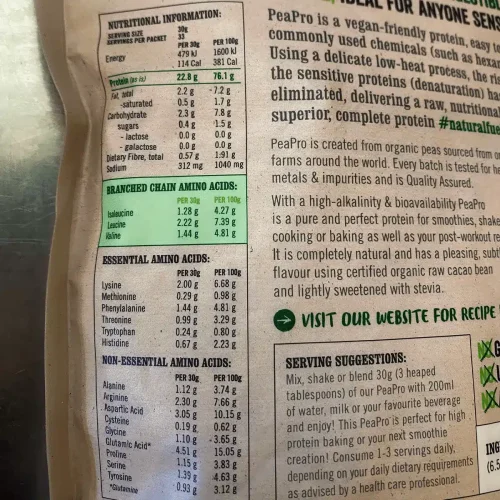 NUTRITIONAL INFORMATION:
SERVING SIZE 30g
SERVINGS PER PACKET 33
PER 30g PER 100g
Energy 479 kJ 1600 kl
114 Cal 381 Cal
Protein (as is) 22.8 g 76.1 g
Fat, total 2.2 g 7.2 g
-saturated 0.5 g 1.7 g
Carbohydrate 2.3 g 7.8 g
sugars 0.4 g 1.5 g
- lactose 0.0 g 0.0 g
- galactose 0.0 g 0.0 g
Dietary Fibre, total 0.57 g 1.91 g
Sodium 312 mg 1040 mg
BRANCHED CHAIN AMINO ACIDS:
PER 30g PER 100g
Isoleucine 1.28 g 4.27 g
Leucine 2.22 g 7.39 g
Valine 1.44 g 4.81 g
ESSENTIAL AMINO ACIDS:
PER 30g PER 100g
Lysine 2.00 g 6.68 g
Methionine 0.29 g 0.98 g
Phenylalanine 1.44 g 4.81 g
Threonine 0.99 g 3.29 g
Tryptophan 0.24 g 0.80 g
Histidine 0.67 g 2.23 g
NON-ESSENTIAL AMINO ACIDS:
PER 30g PER 100g
Alanine 1.12 g 3.74 g
Arginine 2.30 g 7.66 g
Aspartic Acid 3.05 g 10.15 g
Cysteine 0.19 g 0.62 g
Glycine 1.10 g 3.65 g
Glutamic Acid* 4.51 g 15.05 g
Proline 1.15 g 3.83 g
Serine 1.39 g 4.63 g
Tyrosine 0.93 g 3.12 g
*Glutamine
IDEAL FOR ANYONE SENS
PeaPro is a vegan-friendly protein, easy t
commonly used chemicals (such as hexan
Using a delicate low-heat process, the r
the sensitive proteins (denaturation) has
eliminated, delivering a raw, nutritiona
superior, complete protein #naturalfue
PeaPro is created from organic peas sourced from o
farms around the world. Every batch is tested for he
metals & impurities and is Quality Assured.
With a high-alkalinity & bioavailability PeaPro
is a pure and perfect protein for smoothies, shake
cooking or baking as well as your post-workout re
It is completely natural and has a pleasing, subt
flavour using certified organic raw cacao bean
and lightly sweetened with stevia.
VISIT OUR WEBSITE FOR RECIPE
SERVING SUGGESTIONS:
Mix, shake or blend 30g (3 heaped
tablespoons) of our PeaPro with 200ml
of water, milk or your favourite beverage
and enjoy! This PeaPro is perfect for high
protein baking or your next smoothie
creation! Consume 1-3 servings daily,
depending on your daily dietary requirements
as advised by a health care professional.
G
L
ING
(6.5